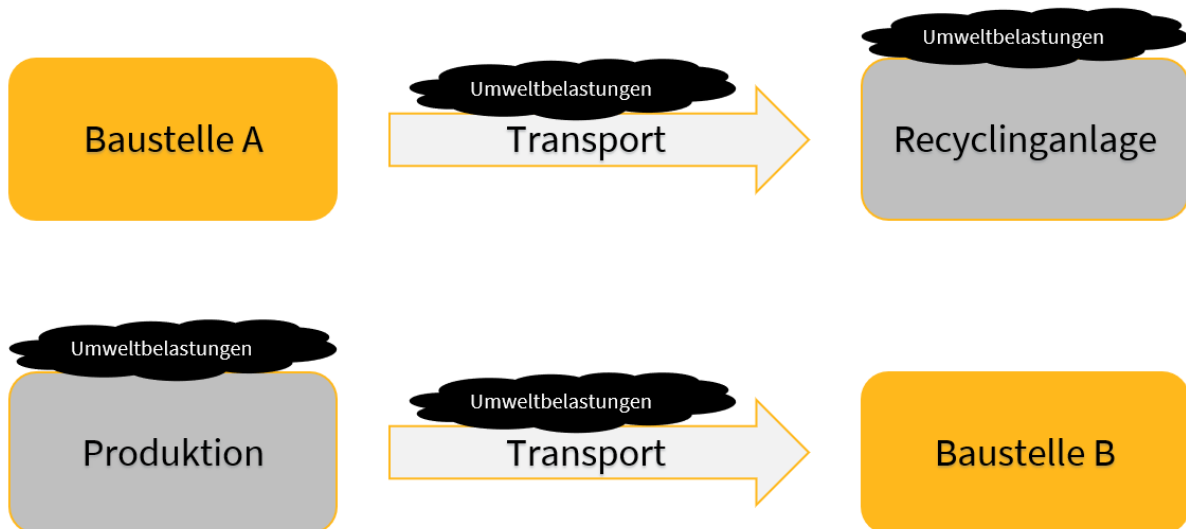 Umweltbelastungen
Umweltbelastungen
Baustelle A
Transport
Recyclinganlage
Umweltbelastungen
Umweltbelastungen
Produktion
Transport
Baustelle B